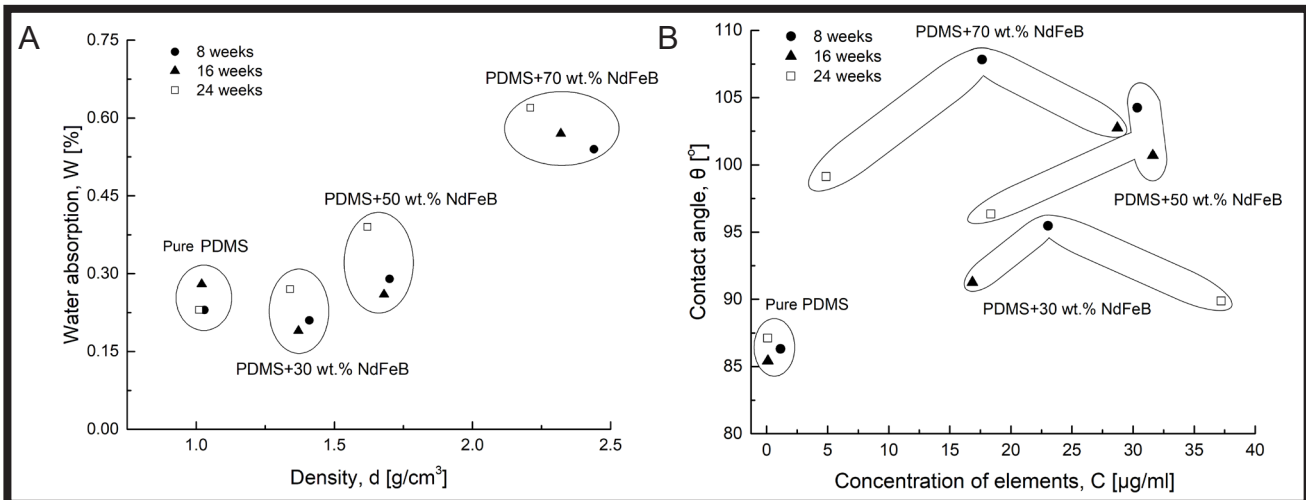 A
0.75
0.60
0.45
0.30
0.15
0.00
Water absorption, W [%]
8 weeks
16 weeks
24 weeks
PDMS+70 wt.% NdFeB
PDMS+50 wt.% NdFeB
Pure PDMS
PDMS+30 wt.% NdFeB
1.0 1.5 2.0 2.5
Density, d [g/cm³]
B
110
105
100
95
90
85
80
Contact angle, θ [º]
8 weeks
16 weeks
24 weeks
PDMS+70 wt.% NdFeB
PDMS+50 wt.% NdFeB
PDMS+30 wt.% NdFeB
Pure PDMS
0 5 10 15 20 25 30 35 40
Concentration of elements, C [µg/ml]